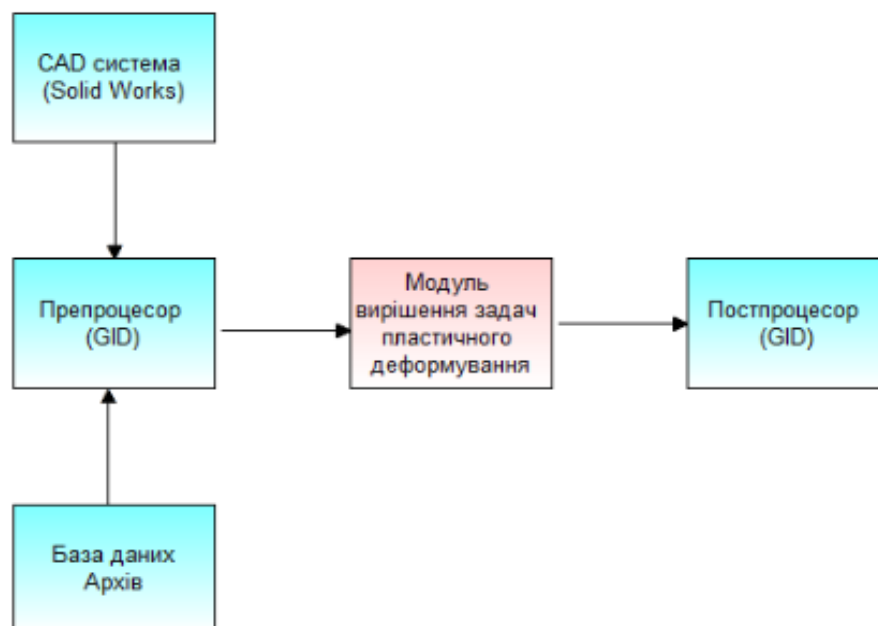 CAD система
(Solid Works)
Препроцесор
(GID)
Модуль
вирішення задач
пластичного
деформування
Постпроцесор
(GID)
База даних
Архів